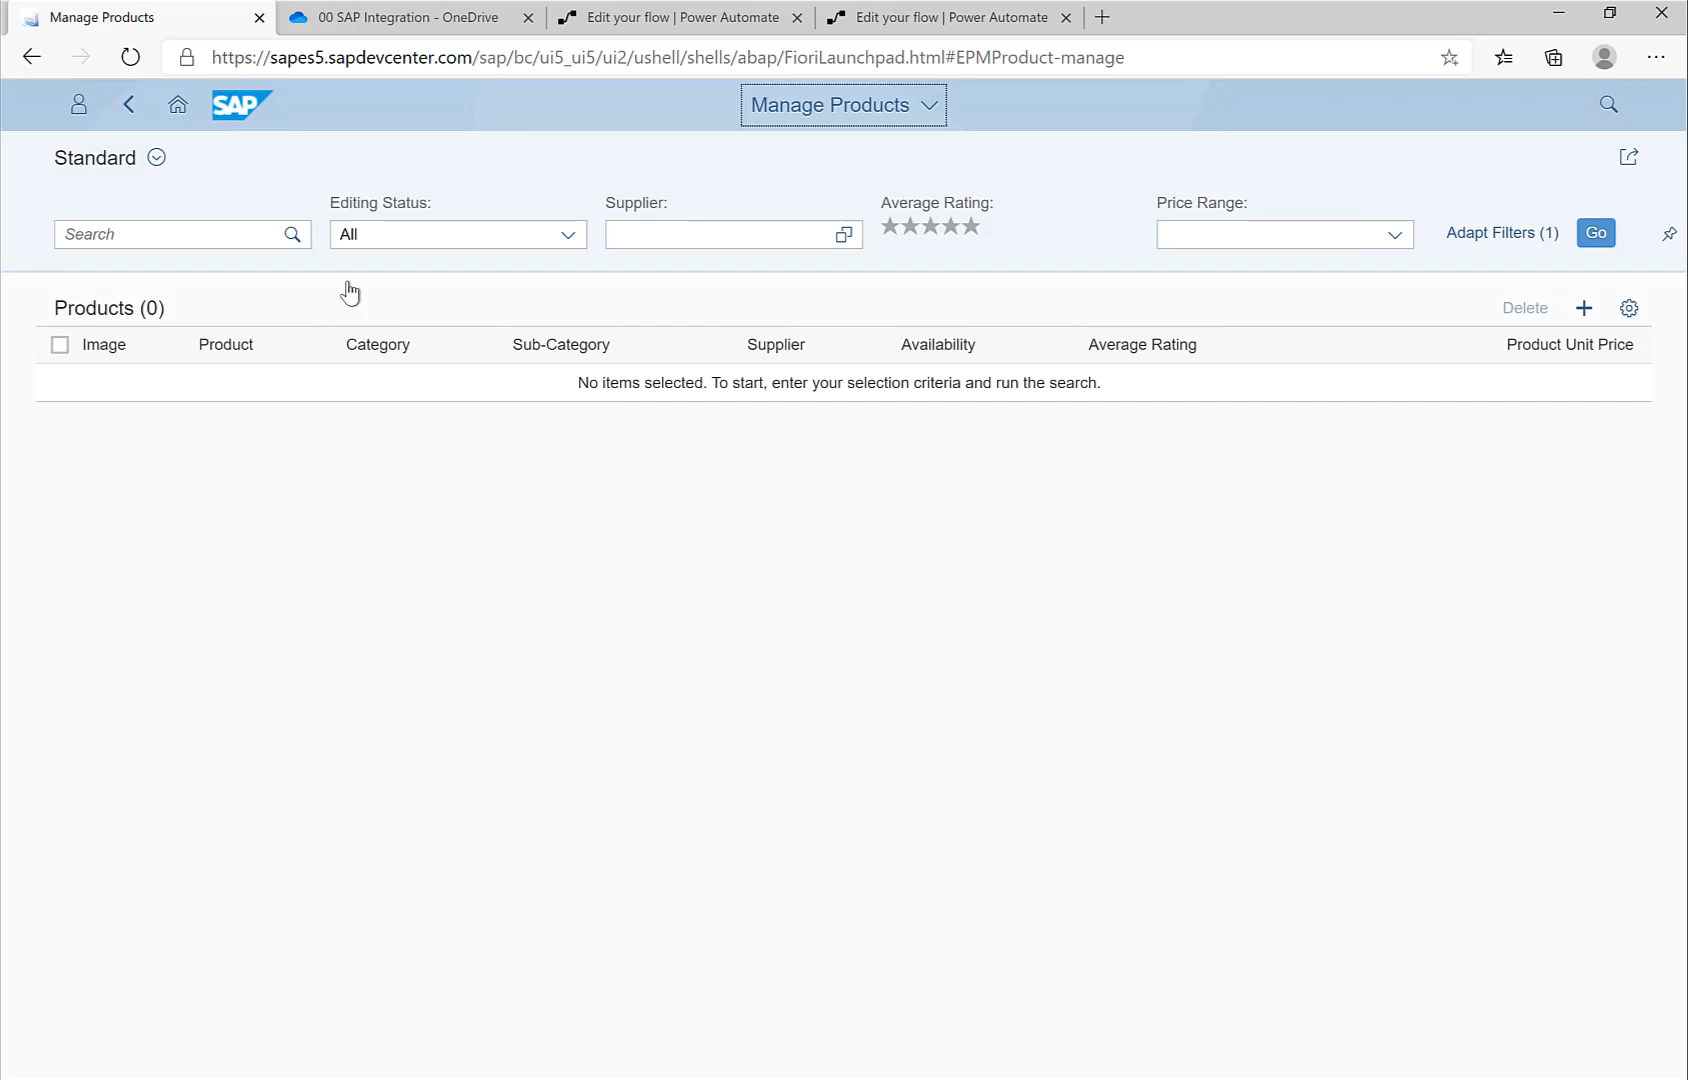 Manage Products
00 SAP Integration - OneDrive
Edit your flow | Power Automate
Edit your flow | Power Automate
https://sapes5.sapdevcenter.com/sap/bc/ui5_ui5/ui2/ushell/shells/abap/FioriLaunchpad.html#EPMProduct-manage
SAP
Manage Products
Standard
Editing Status:
Supplier:
Average Rating:
Price Range:
Search
All
Adapt Filters (1)
Go
Products (0)
Delete
Image
Product
Category
Sub-Category
Supplier
Availability
Average Rating
Product Unit Price
No items selected. To start, enter your selection criteria and run the search.